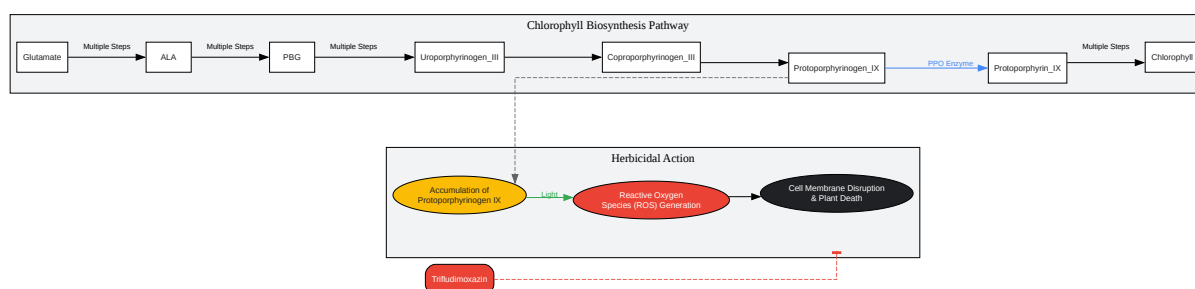 Chlorophyll Biosynthesis Pathway
Glutamate
Multiple Steps
ALA
Multiple Steps
PBG
Multiple Steps
Uroporphyrinogen_III
Coproporphyrinogen_III
Protoporphyrinogen_IX
PPO Enzyme
Protoporphyrin_IX
Multiple Steps
Chlorophyll
Herbicidal Action
Accumulation of
Protoporphyrinogen IX
Light
Reactive Oxygen
Species (ROS) Generation
Cell Membrane Disruption
& Plant Death
Trifludimoxazin